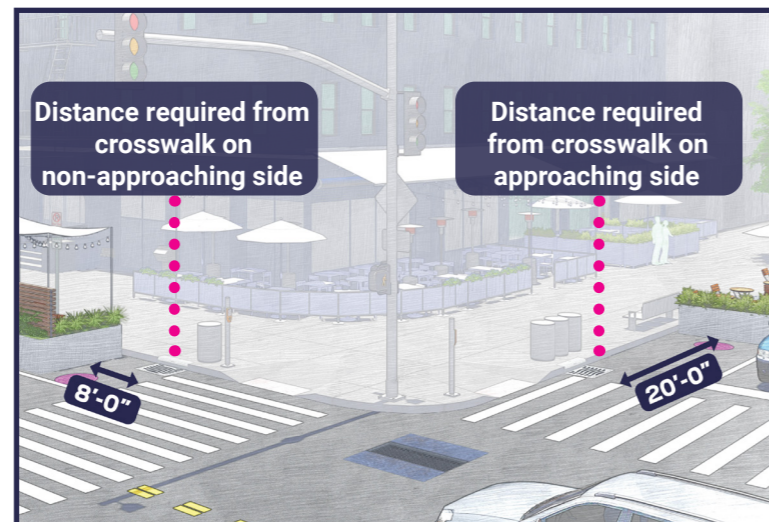 Distance required from
crosswalk on
non-approaching side
Distance required
from crosswalk on
approaching side
8'-0"
20'-0"